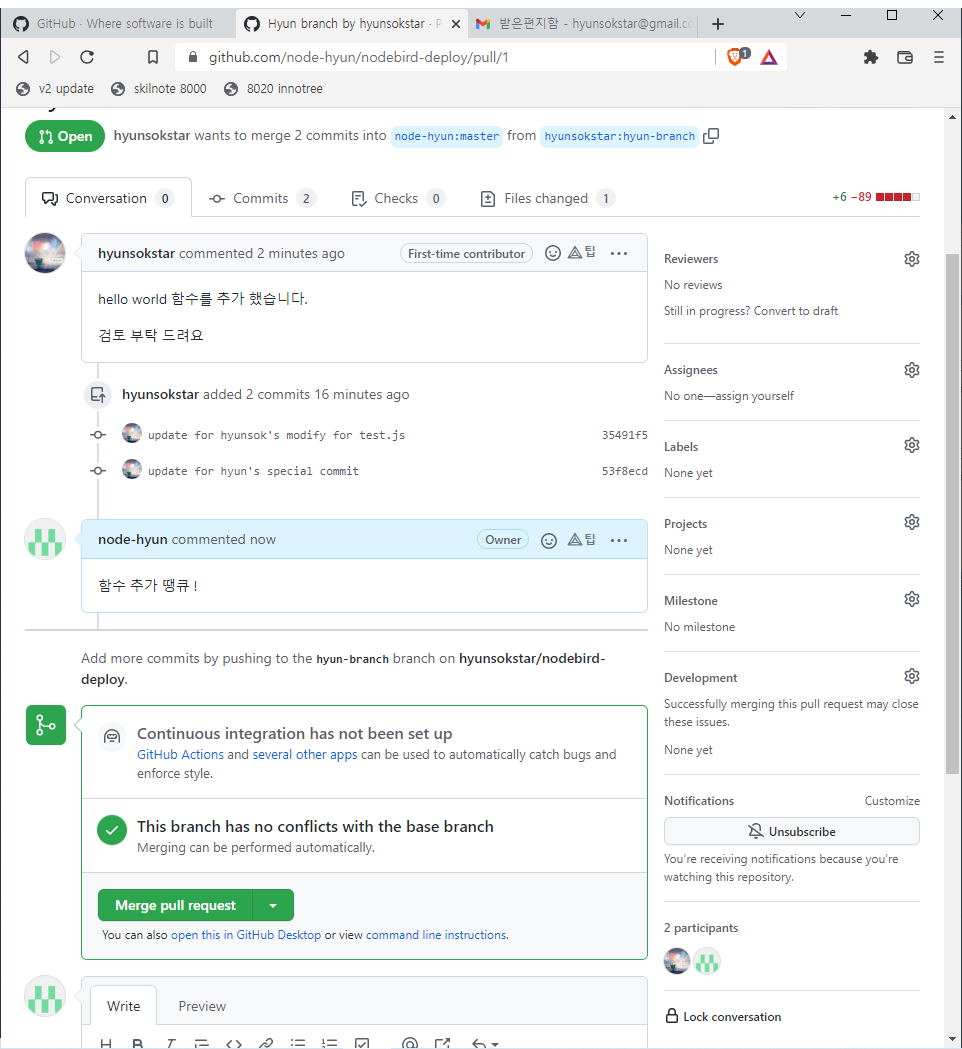 GitHub · Where software is built
Hyun branch by hyunsokstar ·
받은편지함 - hyunsokstar@gmail.c
github.com/node-hyun/nodebird-deploy/pull/1
1
v2 update
skilnote 8000
8020 innotree
Open
hyunsokstar wants to merge 2 commits into node-hyun:master from hyunsokstar:hyun-branch
Conversation 0
Commits 2
Checks 0
Files changed 1
+6 −89
hyunsokstar commented 2 minutes ago
First-time contributor
팁
hello world 함수를 추가 했습니다.
검토 부탁 드려요
hyunsokstar added 2 commits 16 minutes ago
update for hyunsok's modify for test.js 35491f5
update for hyun's special commit 53f8ecd
node-hyun commented now
Owner
팁
함수 추가 땡큐 !
Add more commits by pushing to the hyun-branch branch on hyunsokstar/nodebird-
deploy.
Continuous integration has not been set up
GitHub Actions and several other apps can be used to automatically catch bugs and
enforce style.
This branch has no conflicts with the base branch
Merging can be performed automatically.
Merge pull request
You can also open this in GitHub Desktop or view command line instructions.
Write
Preview
H B I
Reviewers
No reviews
Still in progress? Convert to draft
Assignees
No one—assign yourself
Labels
None yet
Projects
None yet
Milestone
No milestone
Development
Successfully merging this pull request may close
these issues.
None yet
Notifications
Customize
Unsubscribe
You're receiving notifications because you're
watching this repository.
2 participants
Lock conversation